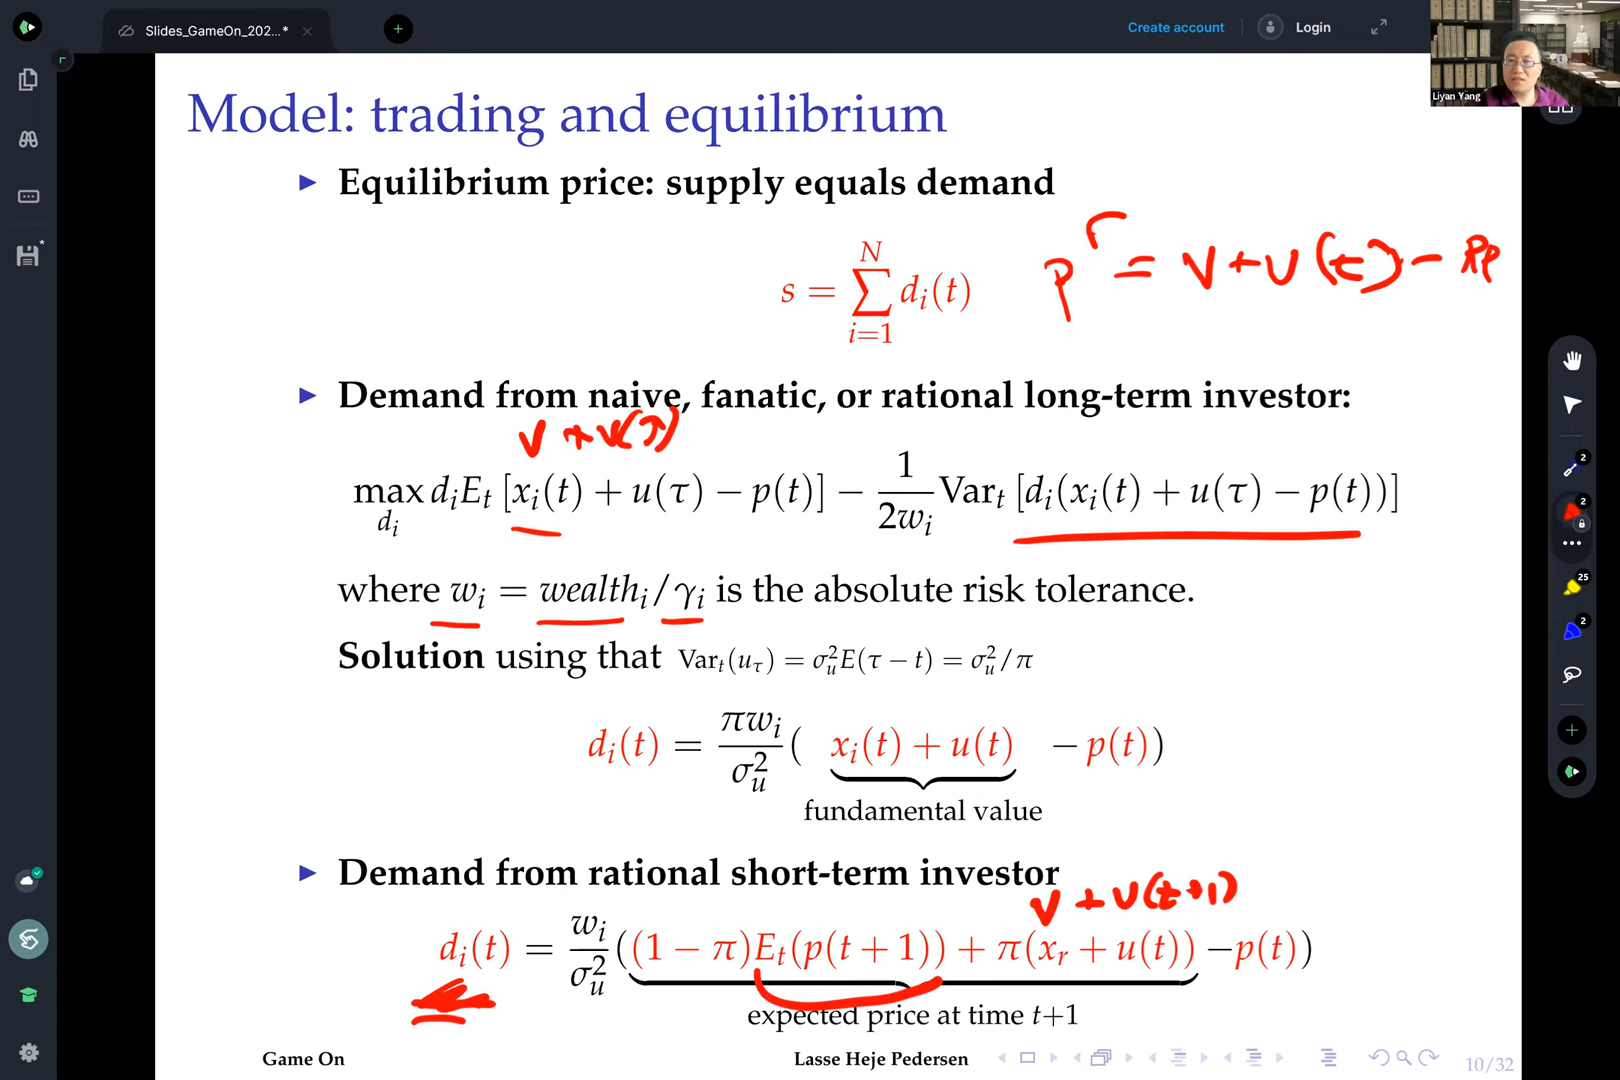 Slides_GameOn_202...*
Create account
Login
Liyan Yang
Model: trading and equilibrium
▶ Equilibrium price: supply equals demand
s = ∑_{i=1}^{N} d_i(t)
p^r = v + u(t) - RP
▶ Demand from naive, fanatic, or rational long-term investor:
v + u(τ)
max_{d_i} d_i E_t [x_i(t) + u(τ) − p(t)] − 1/(2w_i) Var_t [d_i(x_i(t) + u(τ) − p(t))]
where w_i = wealth_i/γ_i is the absolute risk tolerance.
Solution using that Var_t(u_τ) = σ_u^2 E(τ − t) = σ_u^2/π
d_i(t) = πw_i/σ_u^2 ( x_i(t) + u(t) − p(t))
fundamental value
▶ Demand from rational short-term investor
v + u(t+1)
d_i(t) = w_i/σ_u^2 ((1 − π)E_t(p(t + 1)) + π(x_r + u(t)) − p(t))
expected price at time t+1
Game On
Lasse Heje Pedersen
10/32
2
2
25
2